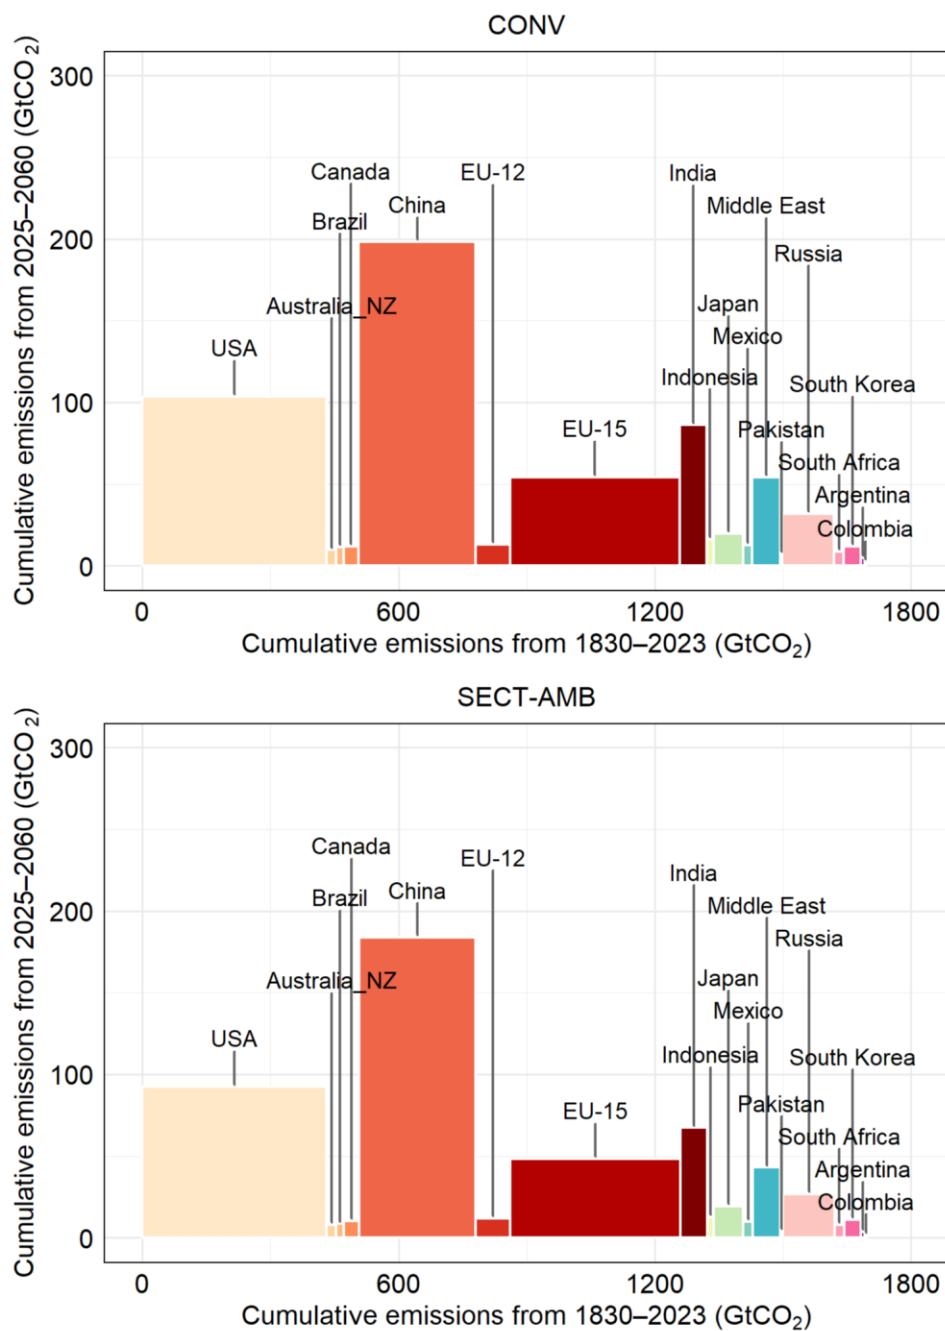 CONV
Cumulative emissions from 2025–2060 (GtCO₂)
300
200
100
0
Canada
EU-12
India
China
Middle East
Brazil
Russia
Australia_NZ
Japan
Mexico
USA
Indonesia
South Korea
EU-15
Pakistan
South Africa
Argentina
Colombia
0 600 1200 1800
Cumulative emissions from 1830–2023 (GtCO₂)
SECT-AMB
Cumulative emissions from 2025–2060 (GtCO₂)
300
200
100
0
Canada
EU-12
India
China
Brazil
Middle East
Russia
Australia_NZ
Japan
Mexico
USA
Indonesia
South Korea
EU-15
Pakistan
South Africa
Argentina
Colombia
0 600 1200 1800
Cumulative emissions from 1830–2023 (GtCO₂)